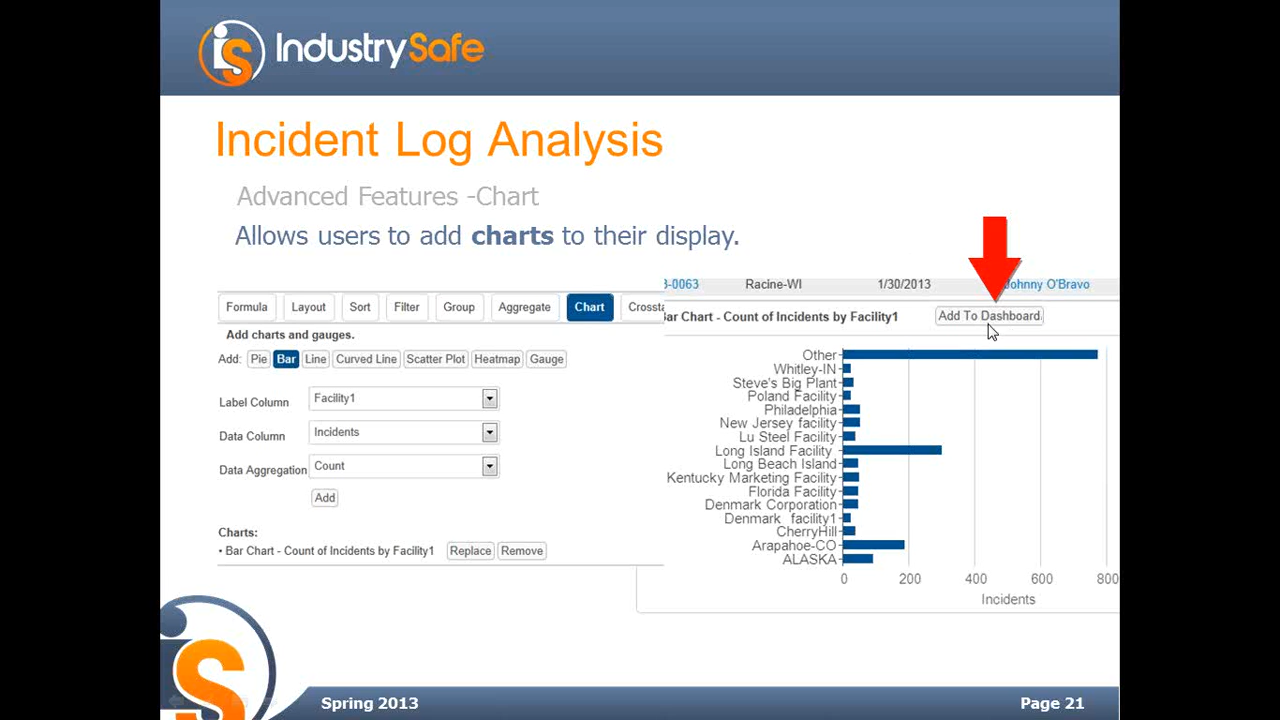 IndustrySafe
Incident Log Analysis
Advanced Features -Chart
Allows users to add charts to their display.
Formula Layout Sort Filter Group Aggregate Chart
Add charts and gauges.
Add: Pie Bar Line Curved Line Scatter Plot Heatmap Gauge
Label Column Facility1
Data Column Incidents
Data Aggregation Count
Add
Charts:
• Bar Chart - Count of Incidents by Facility1 Replace Remove
3-0063 Racine-WI 1/30/2013 Johnny O'Bravo
Bar Chart - Count of Incidents by Facility1 Add To Dashboard
Other
Whitley-IN
Steve's Big Plant
Poland Facility
Philadelphia
New Jersey facility
Lu Steel Facility
Long Island Facility
Long Beach Island
Kentucky Marketing Facility
Florida Facility
Denmark Corporation
Denmark facility1
CherryHill
Arapahoe-CO
ALASKA
0 200 400 600 800
Incidents
Spring 2013
Page 21